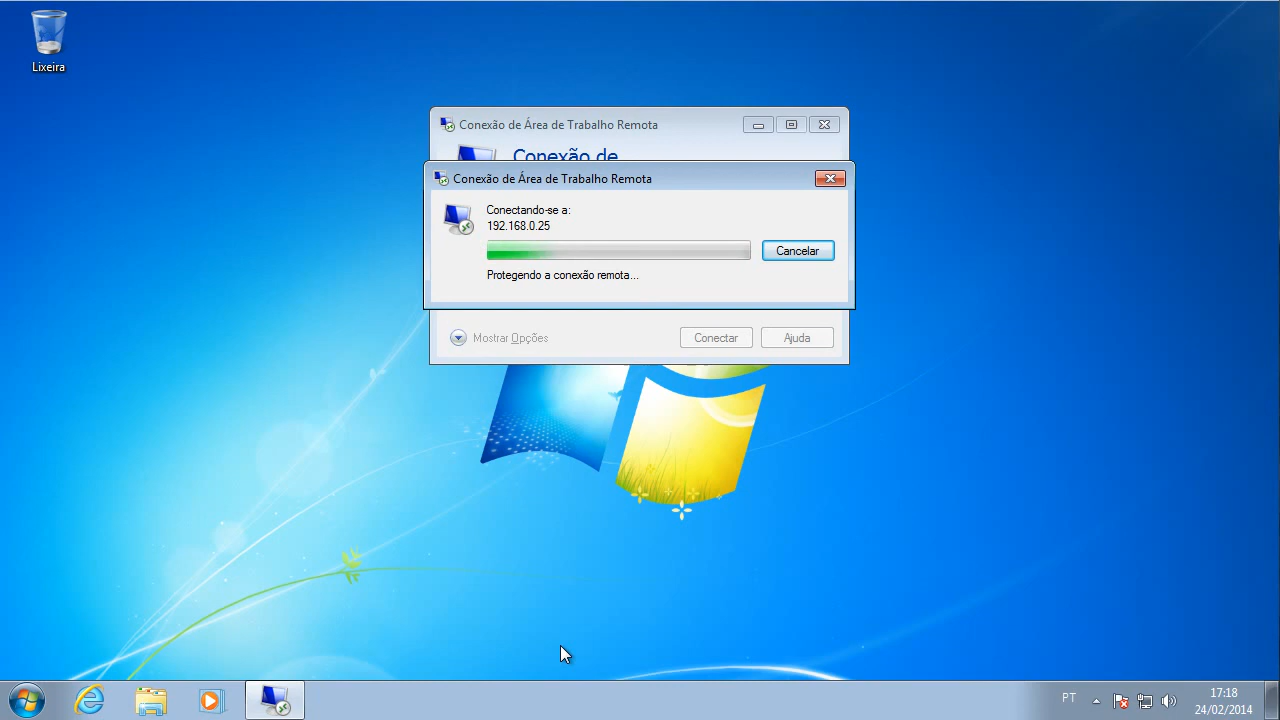 Lixeira
Conexão de Área de Trabalho Remota
Conexão de
Conexão de Área de Trabalho Remota
Conectando-se a:
192.168.0.25
Cancelar
Protegendo a conexão remota...
Mostrar Opções
Conectar
Ajuda
PT
17:18
24/02/2014